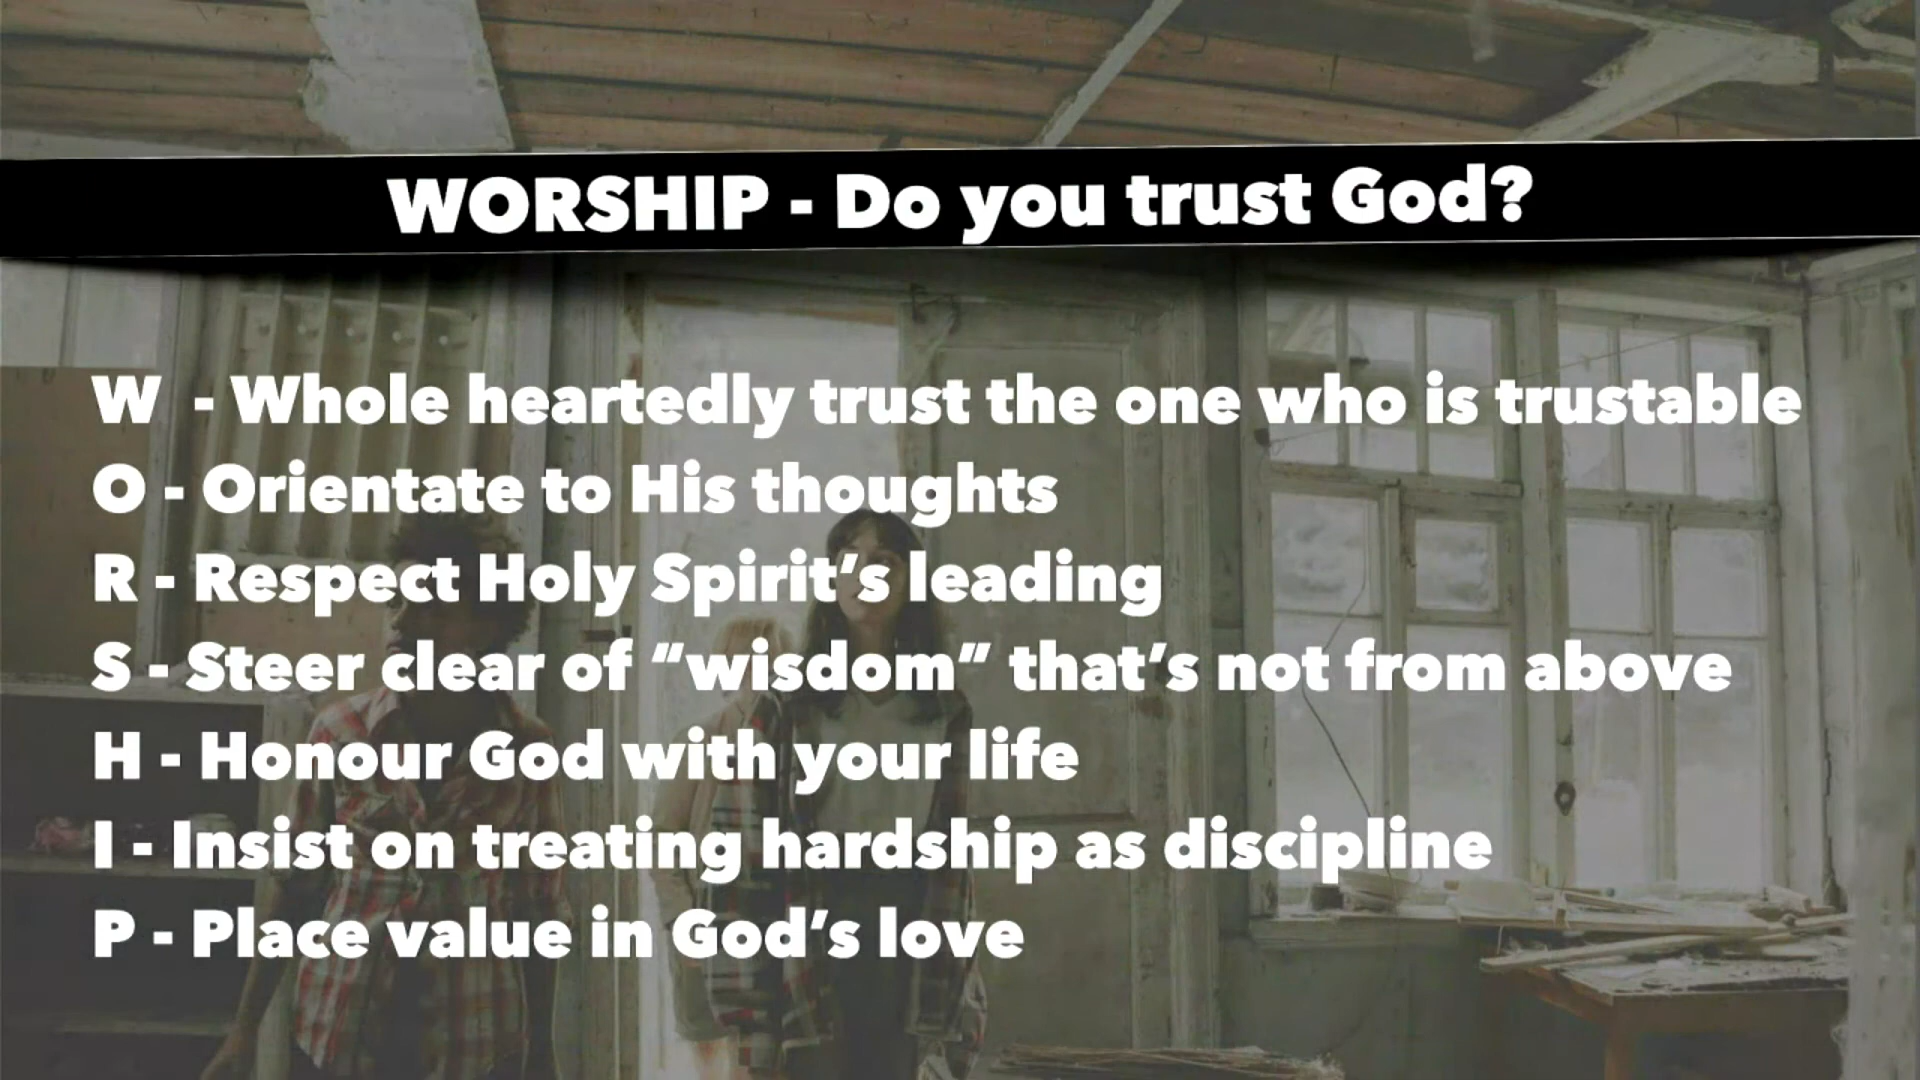 WORSHIP - Do you trust God?
W - Whole heartedly trust the one who is trustable
O - Orientate to His thoughts
R - Respect Holy Spirit’s leading
S - Steer clear of “wisdom” that’s not from above
H - Honour God with your life
I - Insist on treating hardship as discipline
P - Place value in God’s love